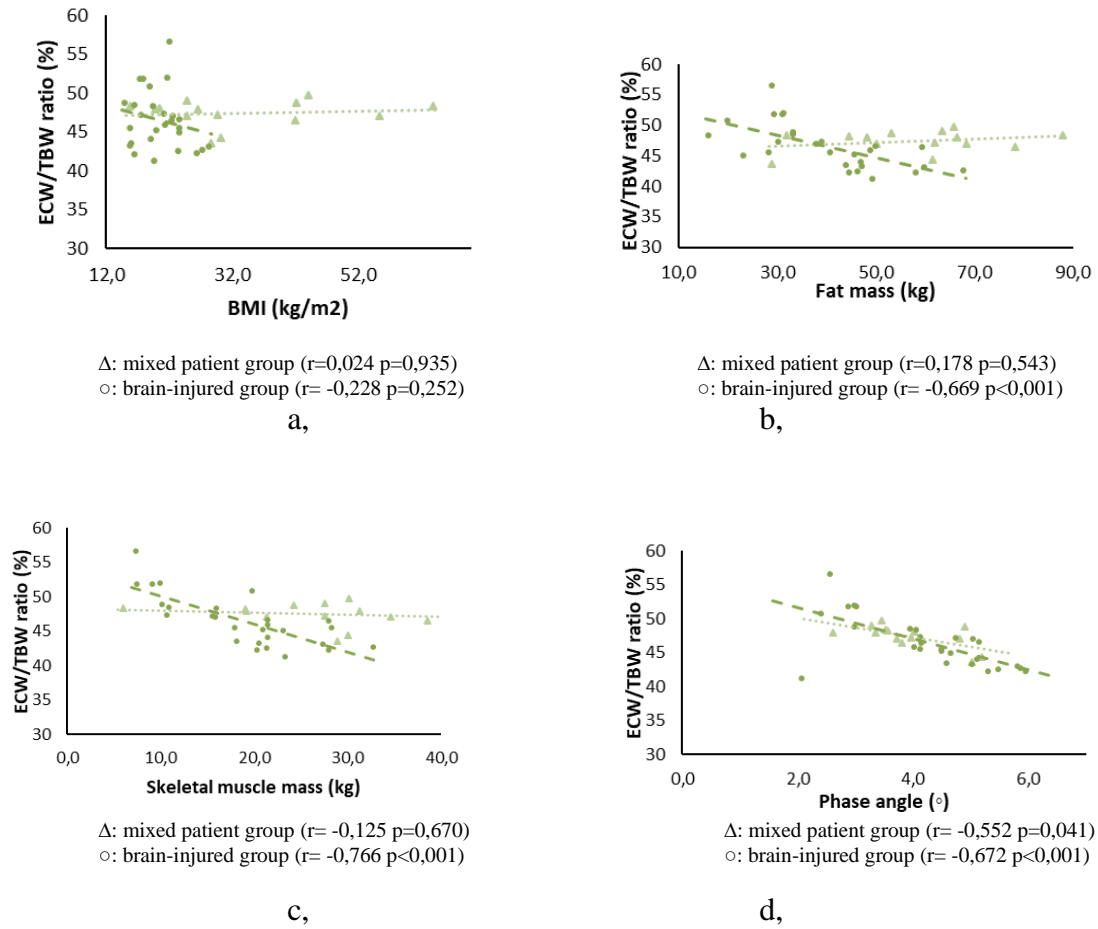 60
55
50
45
40
35
30
ECW/TBW ratio (%)
12,0 32,0 52,0
BMI (kg/m2)
Δ: mixed patient group (r=0,024 p=0,935)
○: brain-injured group (r= -0,228 p=0,252)
a,
60
55
50
45
40
35
30
ECW/TBW ratio (%)
10,0 30,0 50,0 70,0 90,0
Fat mass (kg)
Δ: mixed patient group (r=0,178 p=0,543)
○: brain-injured group (r= -0,669 p<0,001)
b,
60
55
50
45
40
35
30
ECW/TBW ratio (%)
0,0 10,0 20,0 30,0 40,0
Skeletal muscle mass (kg)
Δ: mixed patient group (r= -0,125 p=0,670)
○: brain-injured group (r= -0,766 p<0,001)
c,
60
55
50
45
40
35
30
ECW/TBW ratio (%)
0,0 2,0 4,0 6,0
Phase angle (◦)
Δ: mixed patient group (r= -0,552 p=0,041)
○: brain-injured group (r= -0,672 p<0,001)
d,